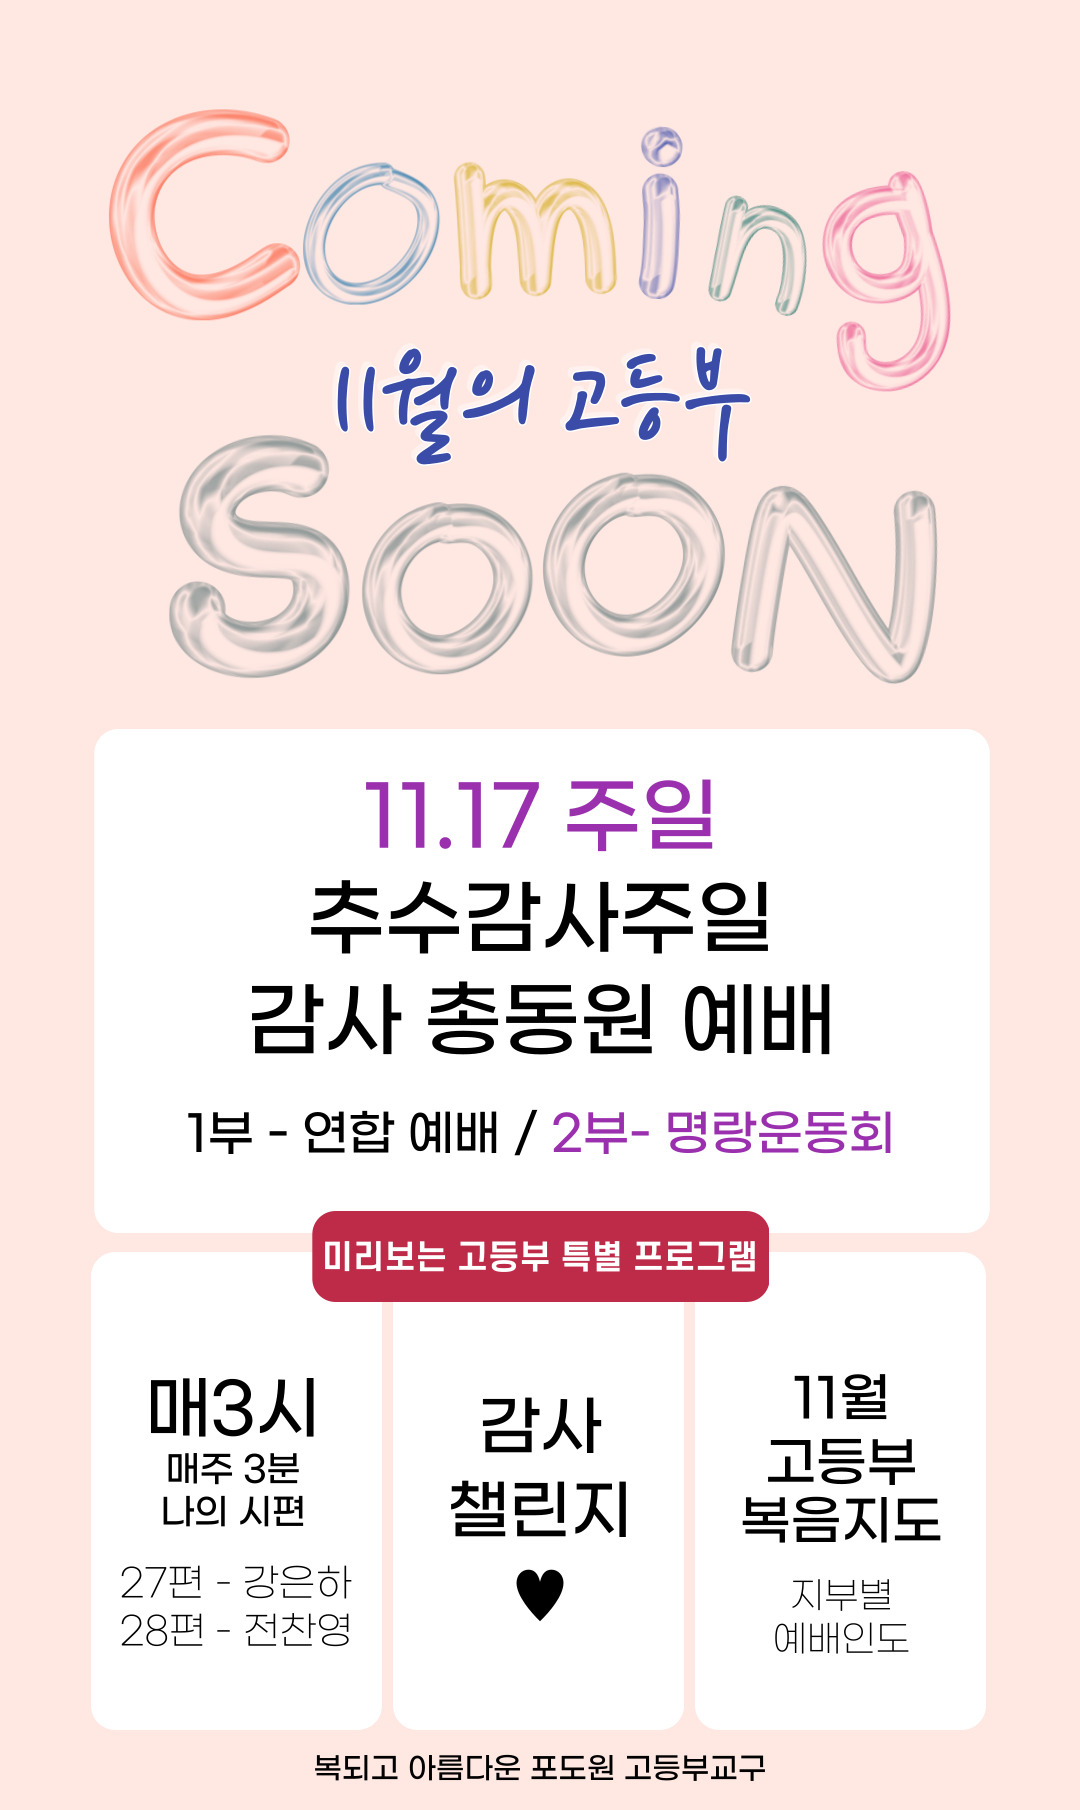 Coming
11월의 고등부
SOON
11.17 주일
추수감사주일
감사 총동원 예배
1부 - 연합 예배 / 2부- 명랑운동회
미리보는 고등부 특별 프로그램
매3시
매주 3분
나의 시편
27편 - 강은하
28편 - 전찬영
감사
챌린지
♥
11월
고등부
복음지도
지부별
예배인도
복되고 아름다운 포도원 고등부교구